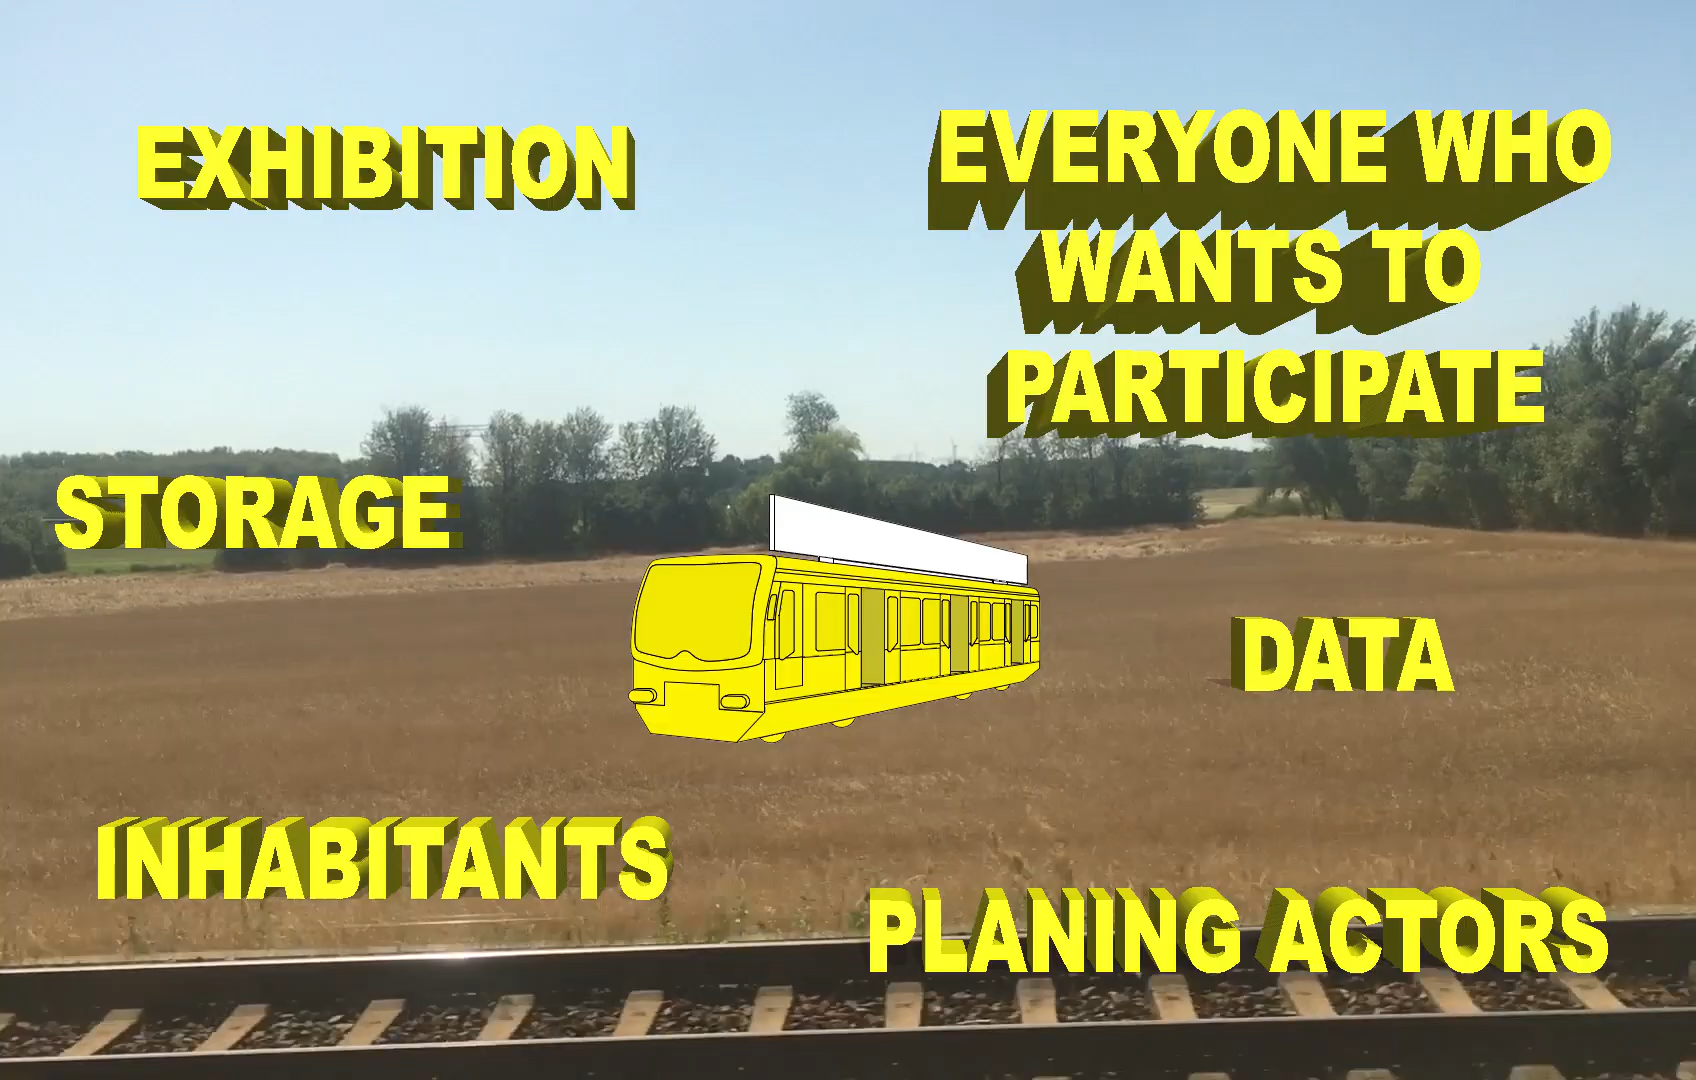 EXHIBITION
EVERYONE WHO
WANTS TO
PARTICIPATE
STORAGE
DATA
INHABITANTS
PLANING ACTORS